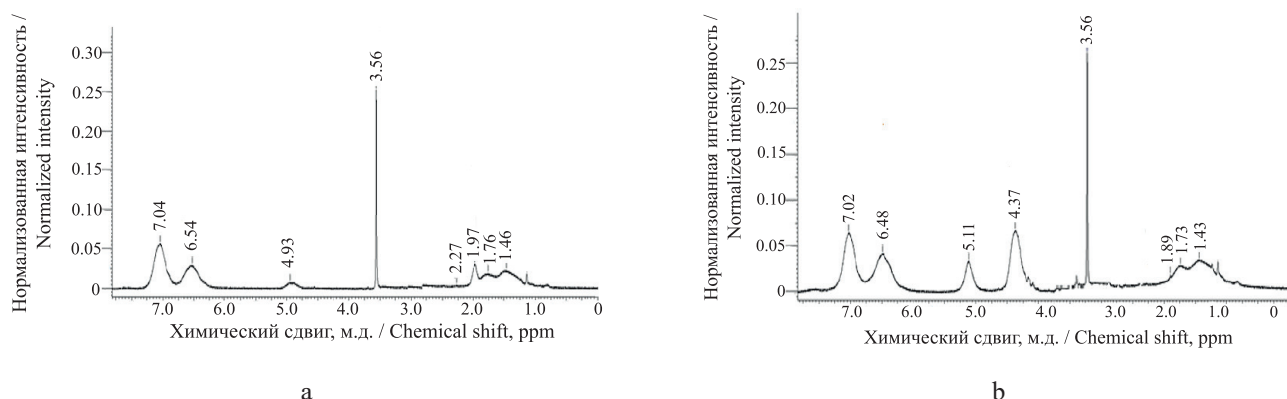 Нормализованная интенсивность /
Normalized intensity
0.30
0.25
0.20
0.15
0.10
0.05
0
7.04
6.54
4.93
3.56
2.27
1.97
1.76
1.46
7.0 6.0 5.0 4.0 3.0 2.0 1.0 0
Химический сдвиг, м.д. / Chemical shift, ppm
a
Нормализованная интенсивность /
Normalized intensity
0.25
0.20
0.15
0.10
0.05
0
7.02
6.48
5.11
4.37
3.56
1.89
1.73
1.43
7.0 6.0 5.0 4.0 3.0 2.0 1.0 0
Химический сдвиг, м.д. / Chemical shift, ppm
b